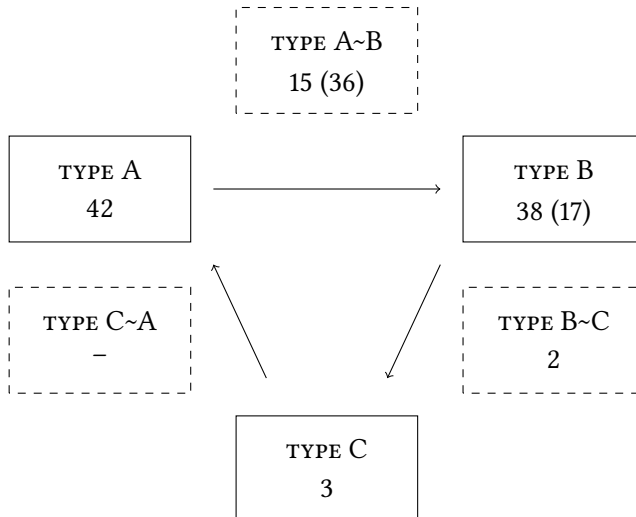 TYPE A~B
15 (36)
TYPE A
42
TYPE B
38 (17)
TYPE C~A
–
TYPE B~C
2
TYPE C
3